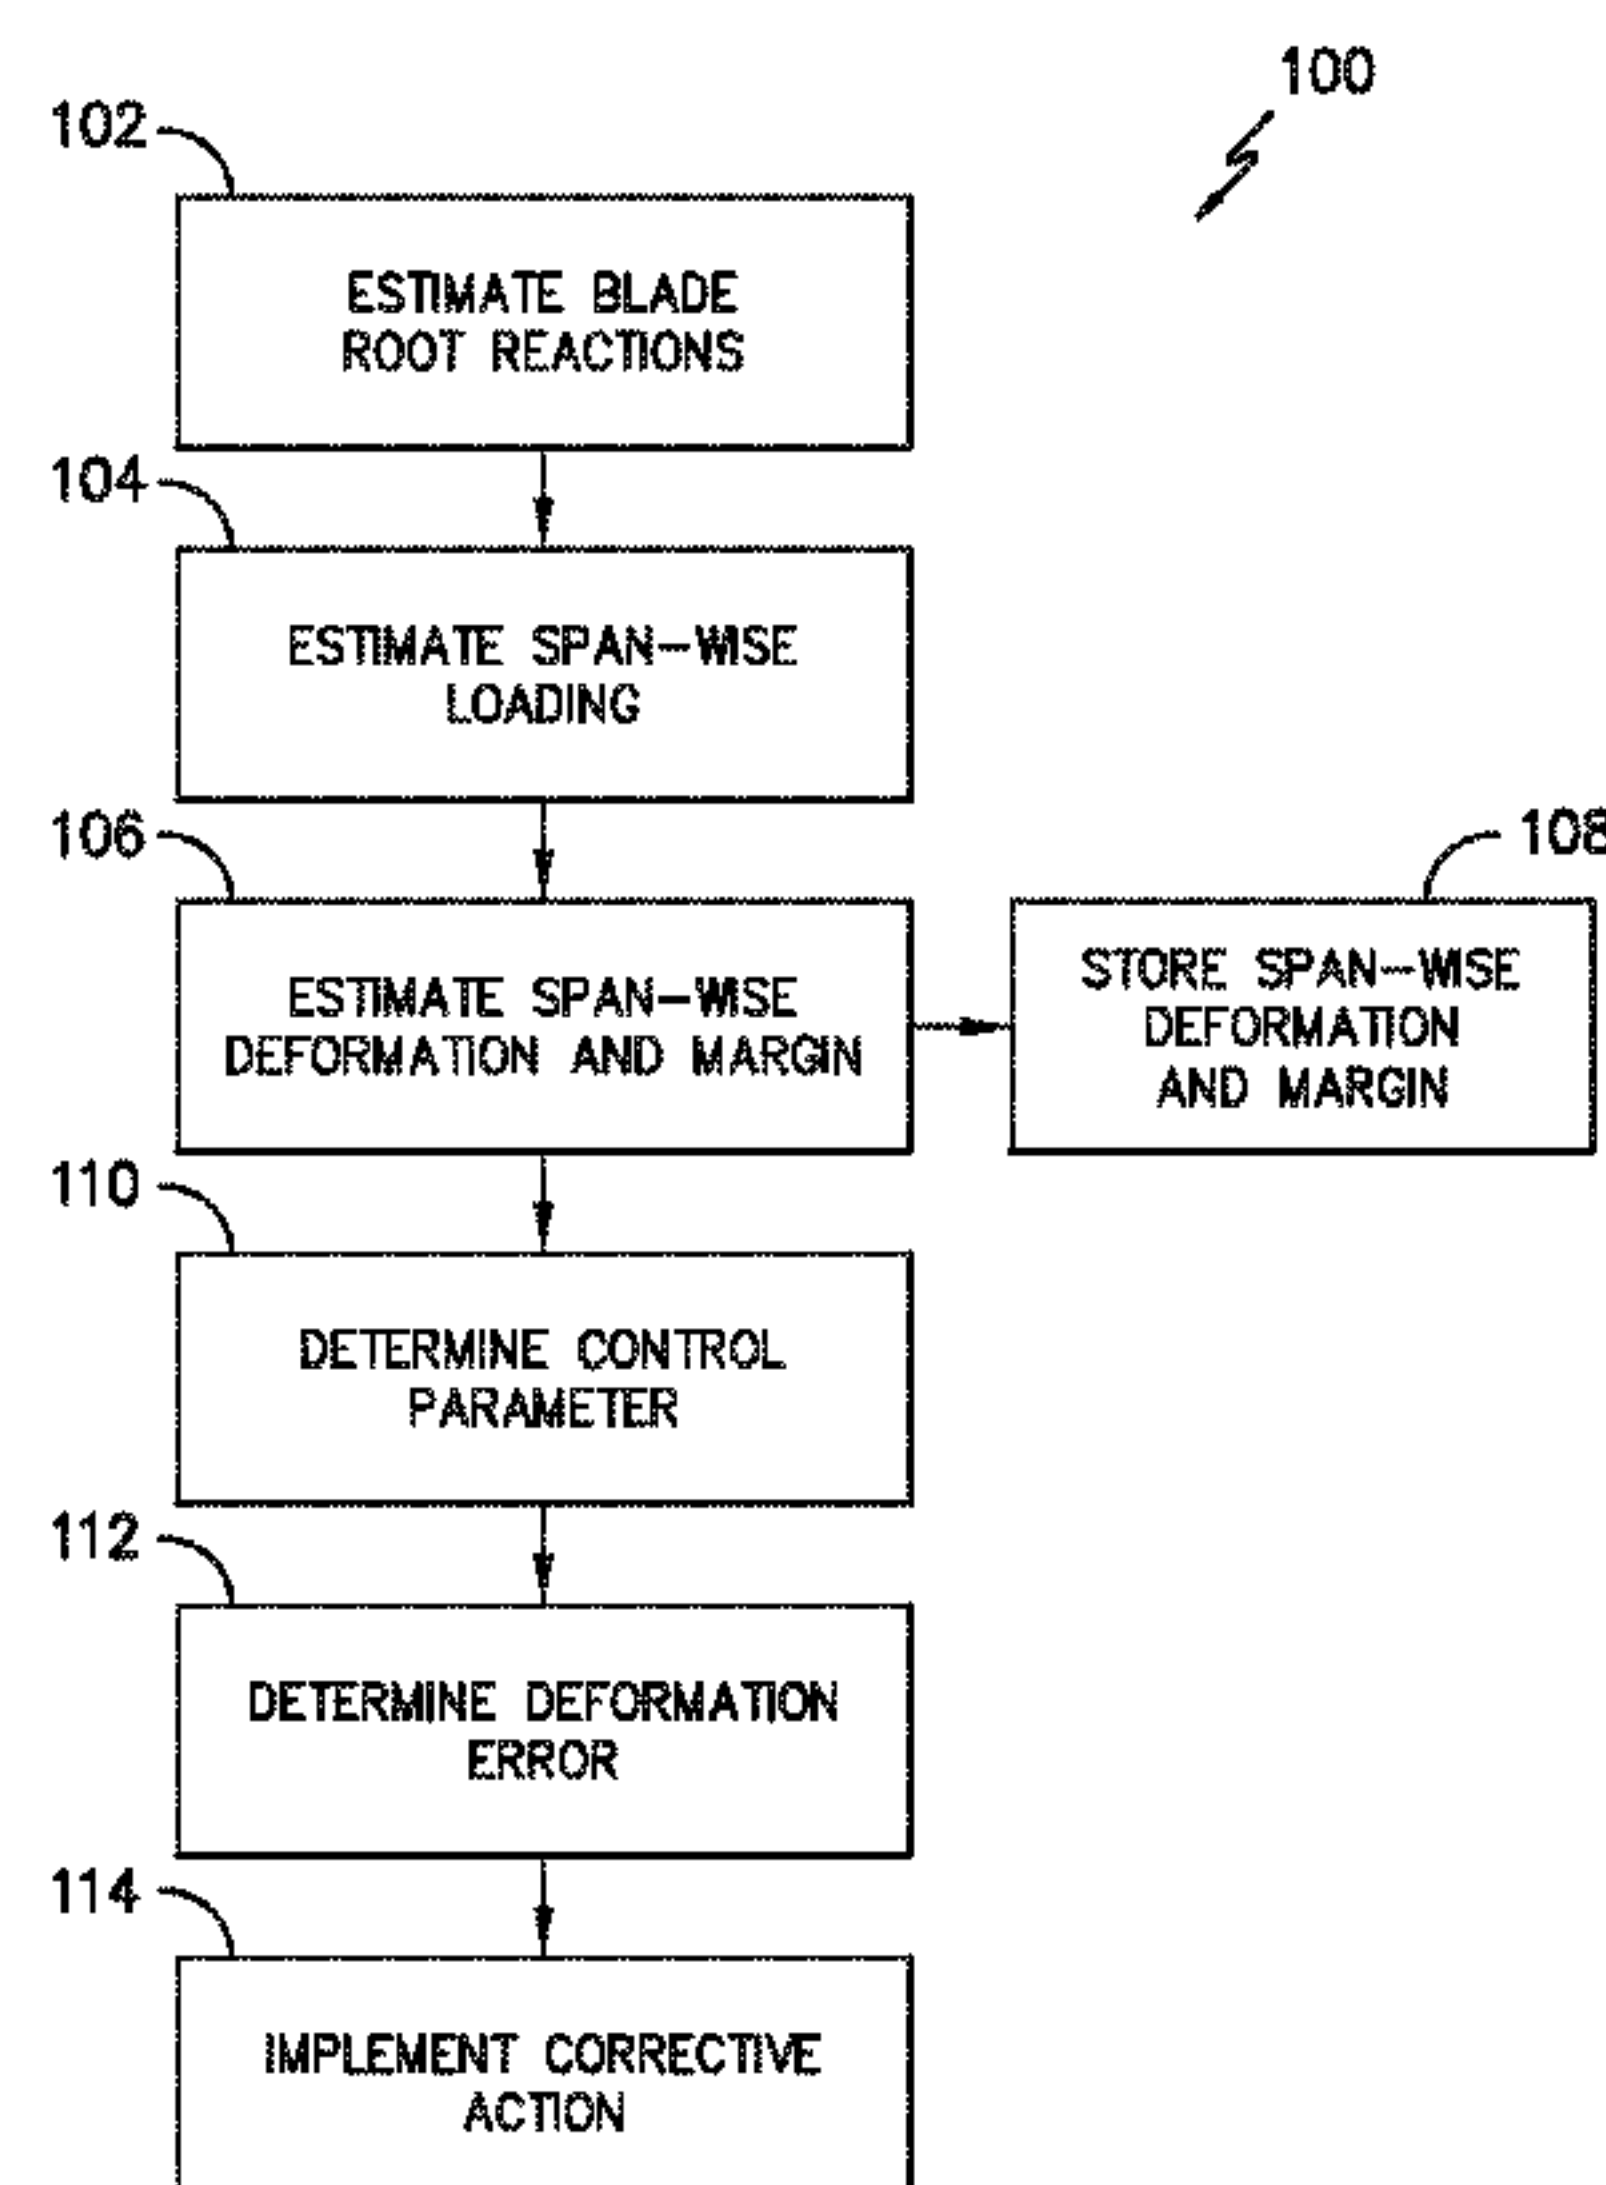 100
102
ESTIMATE BLADE
ROOT REACTIONS
104
ESTIMATE SPAN-WISE
LOADING
106
ESTIMATE SPAN-WISE
DEFORMATION AND MARGIN
108
STORE SPAN-WISE
DEFORMATION
AND MARGIN
110
DETERMINE CONTROL
PARAMETER
112
DETERMINE DEFORMATION
ERROR
114
IMPLEMENT CORRECTIVE
ACTION